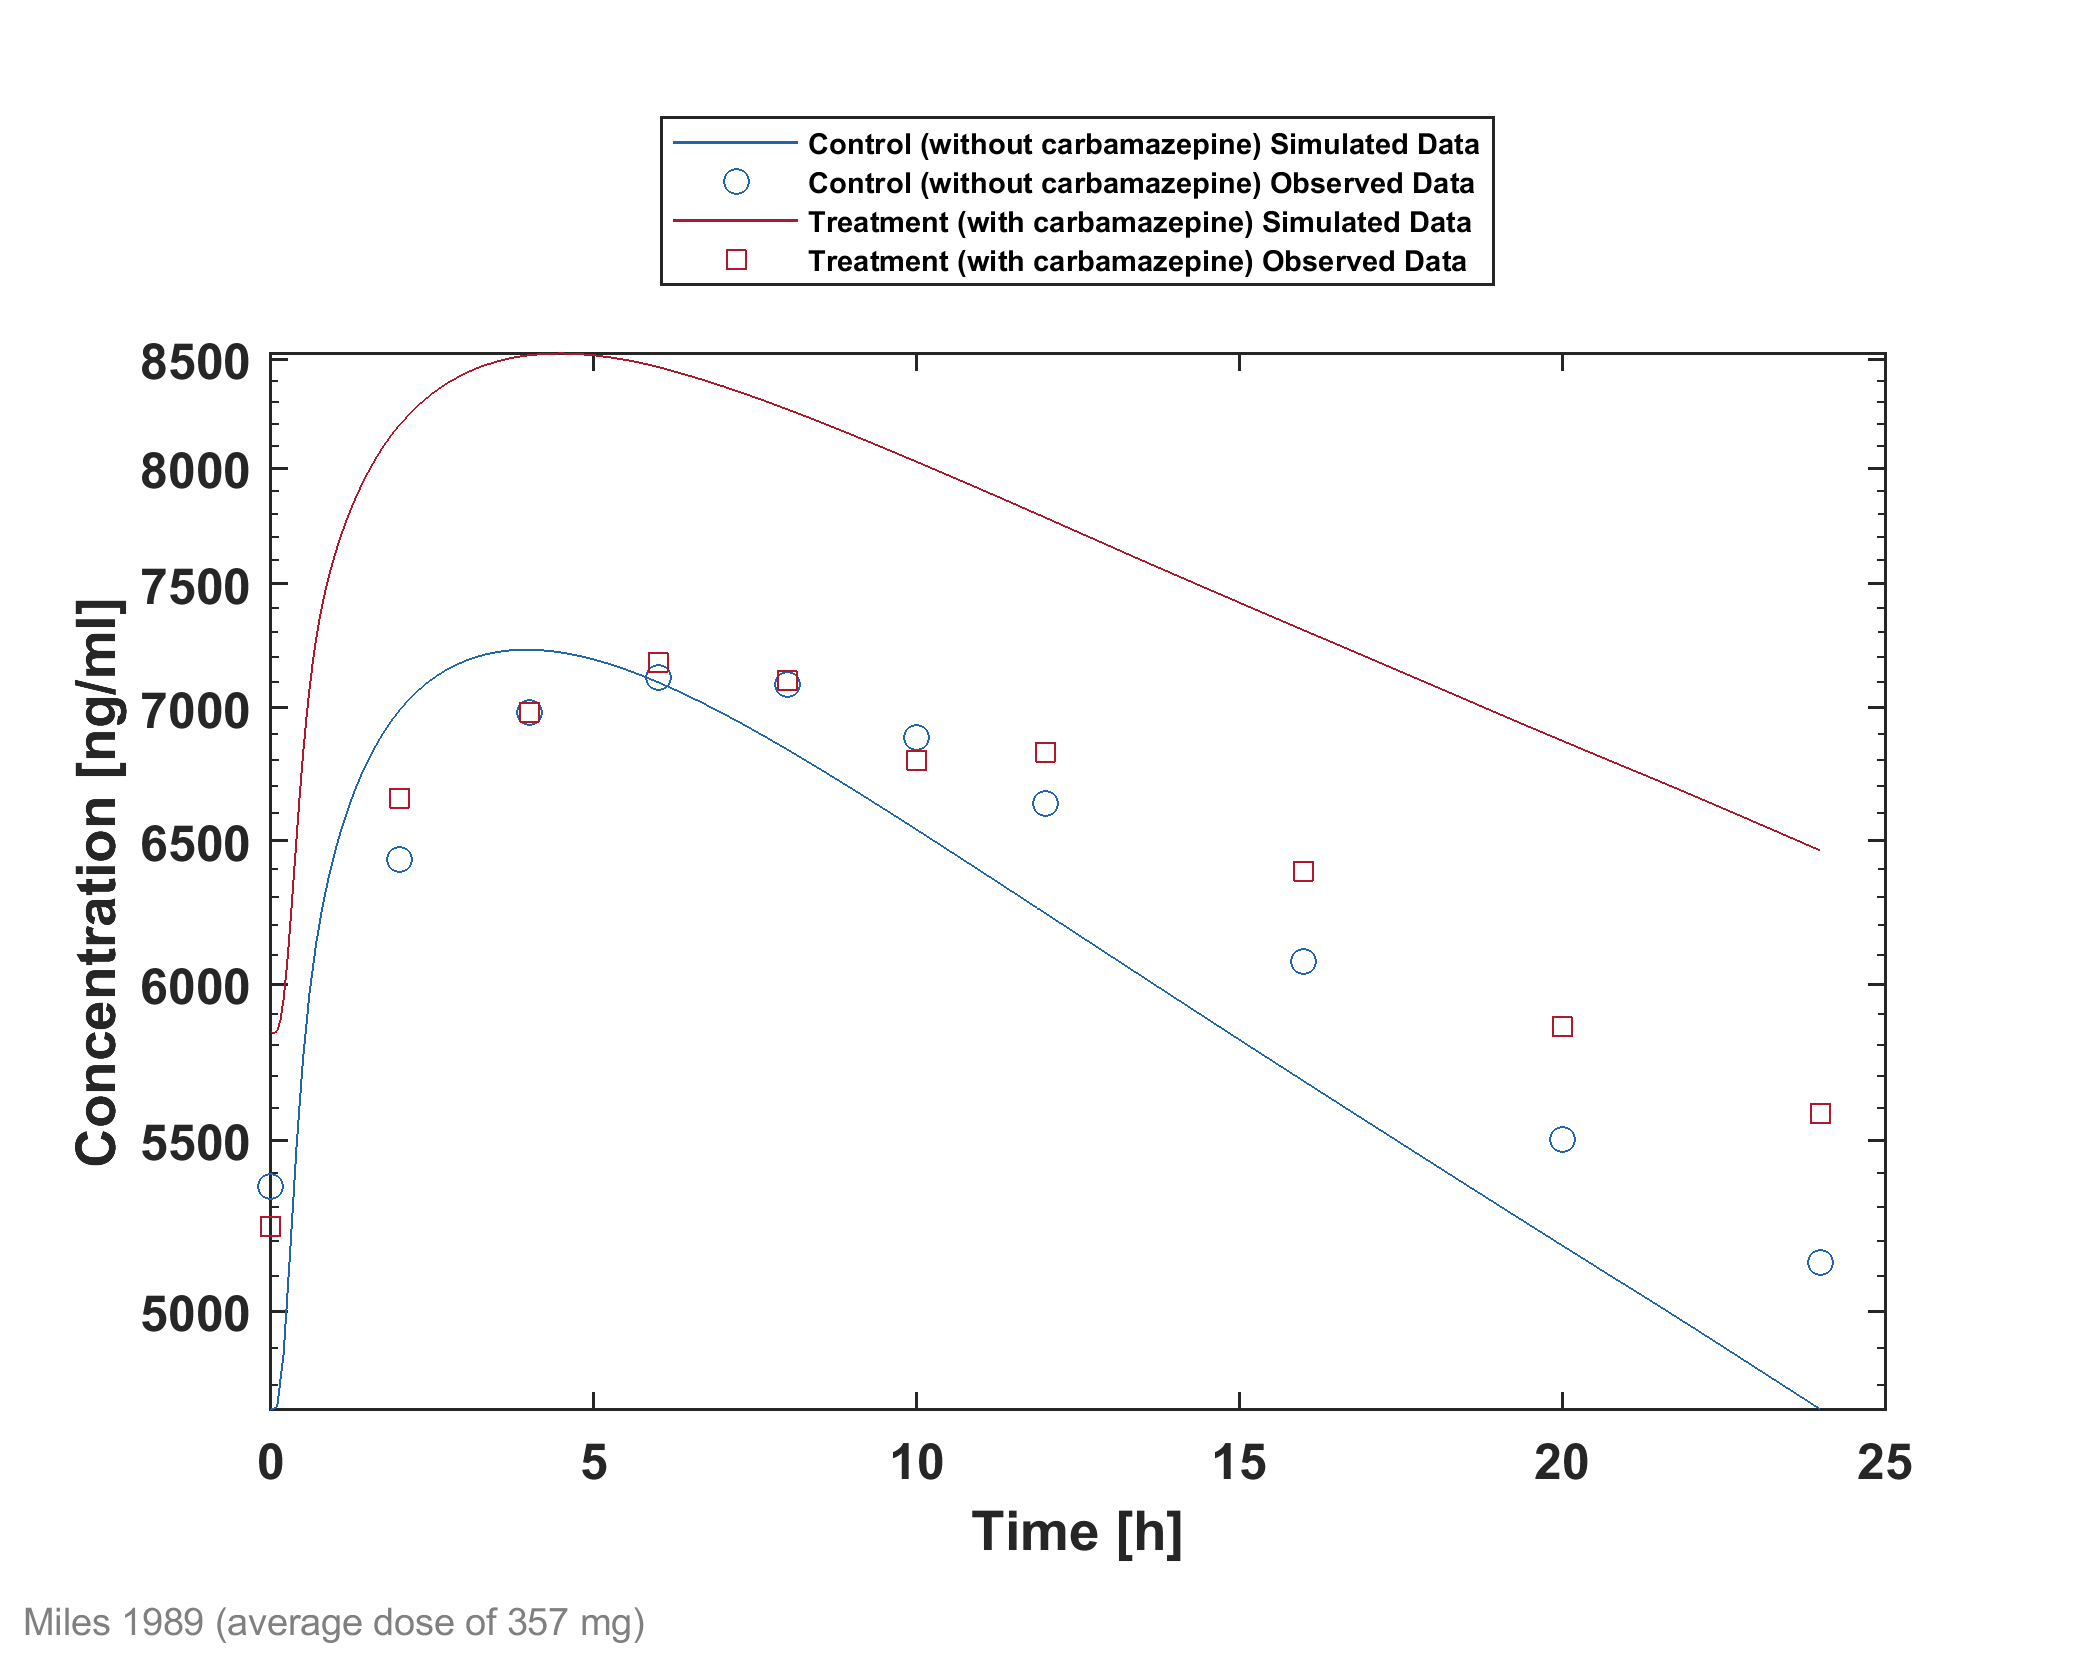 Control (without carbamazepine) Simulated Data
Control (without carbamazepine) Observed Data
Treatment (with carbamazepine) Simulated Data
Treatment (with carbamazepine) Observed Data
8500
8000
7500
7000
6500
6000
5500
5000
Concentration [ng/ml]
0 5 10 15 20 25
Time [h]
Miles 1989 (average dose of 357 mg)